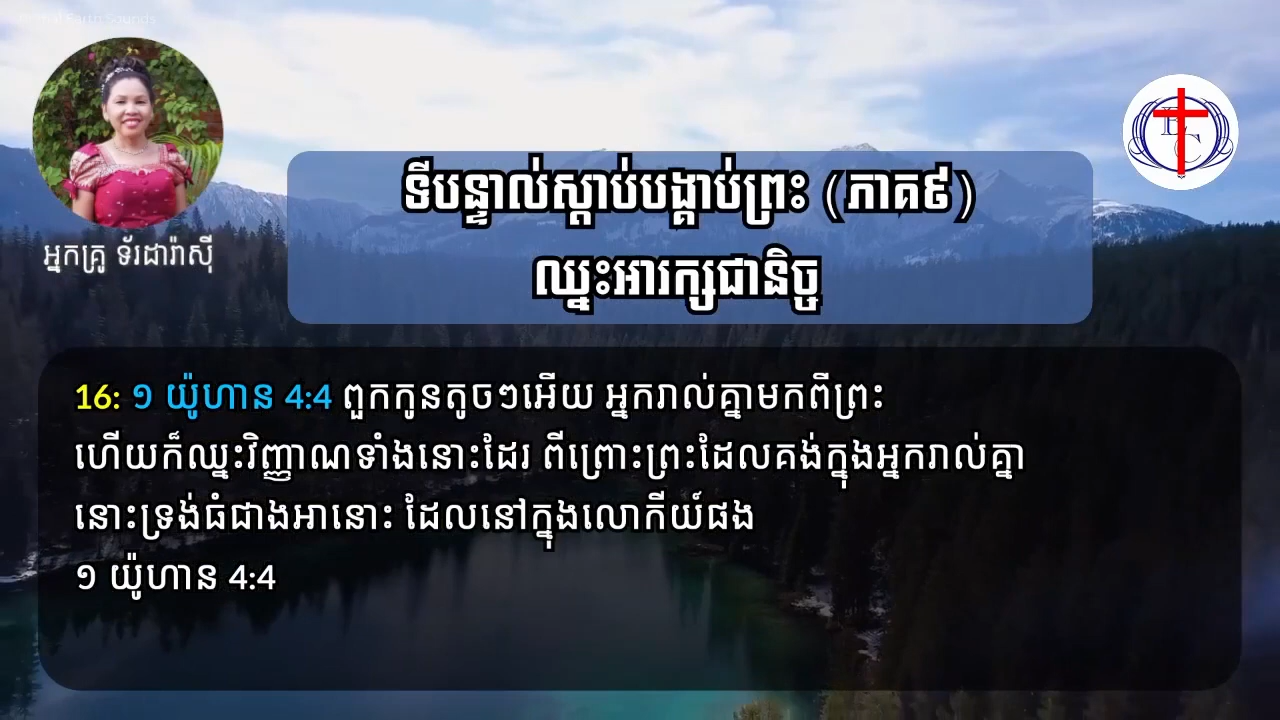 Earth Sounds
ទីបន្ទាល់ស្តាប់បង្គាប់ព្រះ (ភាគ៩)
ឈ្នះអារក្សជានិច្ច
អ្នកគ្រូ ទ័រដារ៉ាស៊ី
16: ១ យ៉ូហាន 4:4 ពួកកូនតូចៗអើយ អ្នករាល់គ្នាមកពីព្រះ
ហើយក៏ឈ្នះវិញ្ញាណទាំងនោះដែរ ពីព្រោះព្រះដែលគង់ក្នុងអ្នករាល់គ្នា
នោះទ្រង់ធំជាងអានោះ ដែលនៅក្នុងលោកីយ៍ផង
១ យ៉ូហាន 4:4